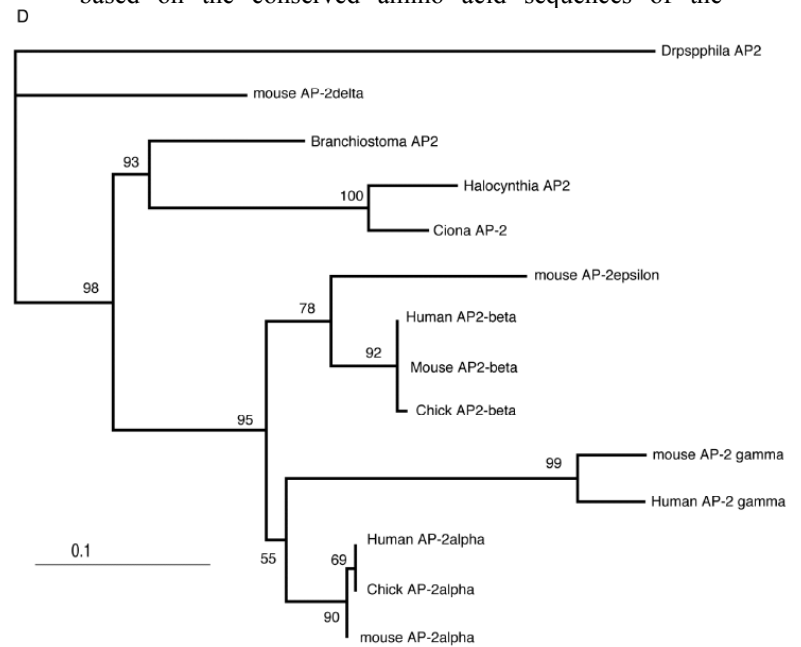 based on the conserved amino acid sequences of the
D
Drpspphila AP2
mouse AP-2delta
Branchiostoma AP2
93
Halocynthia AP2
100
Ciona AP-2
mouse AP-2epsilon
98
78
Human AP2-beta
92
Mouse AP2-beta
Chick AP2-beta
95
mouse AP-2 gamma
99
Human AP-2 gamma
Human AP-2alpha
0.1
55
69
Chick AP-2alpha
90
mouse AP-2alpha